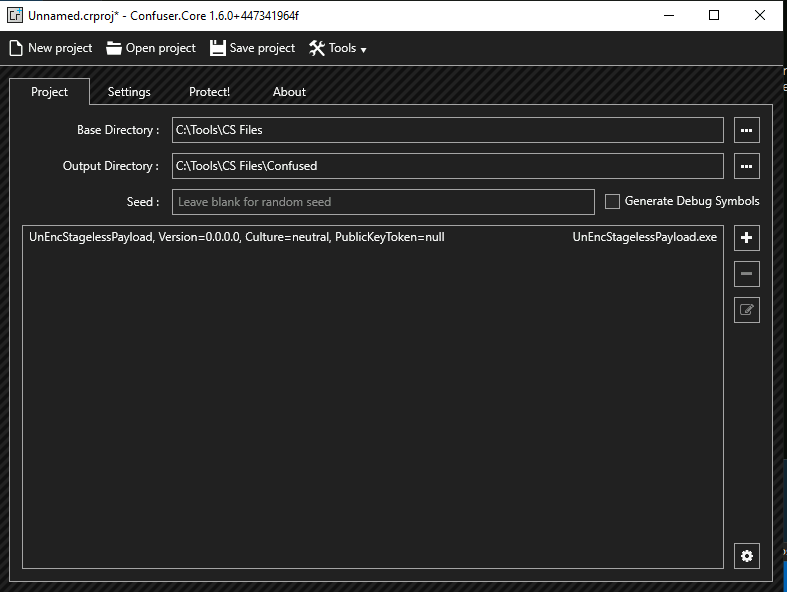 Unnamed.crproj* - Confuser.Core 1.6.0+447341964f
New project Open project Save project Tools
Project Settings Protect! About
Base Directory : C:\Tools\CS Files ...
Output Directory : C:\Tools\CS Files\Confused ...
Seed : Leave blank for random seed Generate Debug Symbols
UnEncStagelessPayload, Version=0.0.0.0, Culture=neutral, PublicKeyToken=null UnEncStagelessPayload.exe